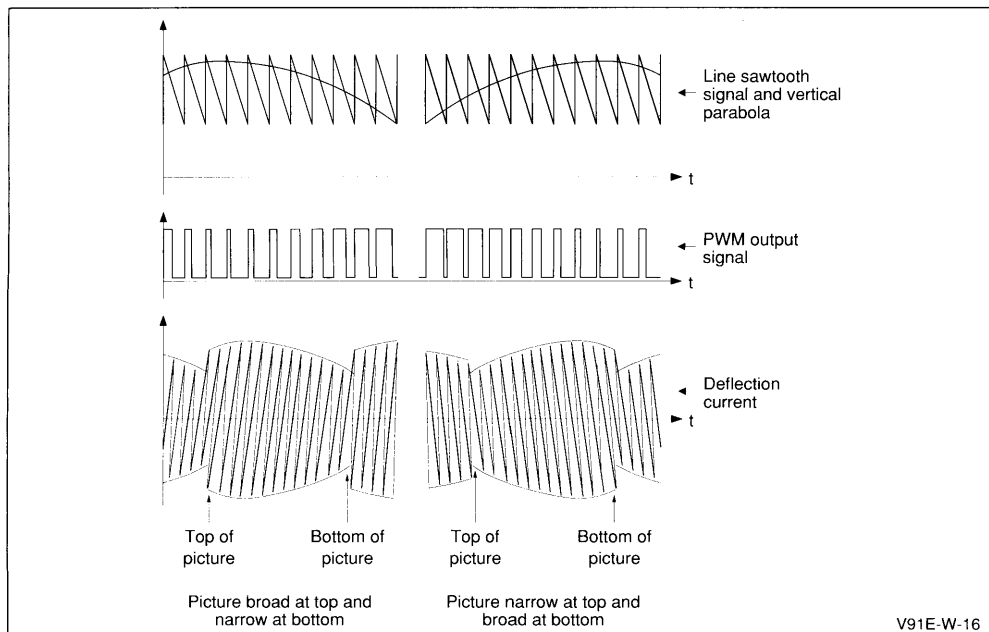 Line sawtooth
signal and vertical
parabola
t
PWM output
signal
t
Deflection
current
t
Top of
picture
Bottom of
picture
Top of
picture
Bottom of
picture
Picture broad at top and
narrow at bottom
Picture narrow at top and
broad at bottom
V91E-W-16